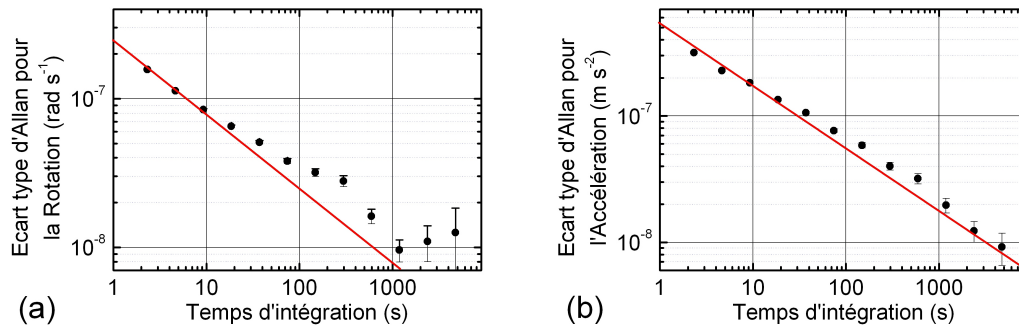 Ecart type d'Allan pour
la Rotation (rad s⁻¹)
10⁻⁷
10⁻⁸
1 10 100 1000
Temps d'intégration (s)
(a)
Ecart type d'Allan pour
l'Accélération (m s⁻²)
10⁻⁷
10⁻⁸
1 10 100 1000
Temps d'intégration (s)
(b)